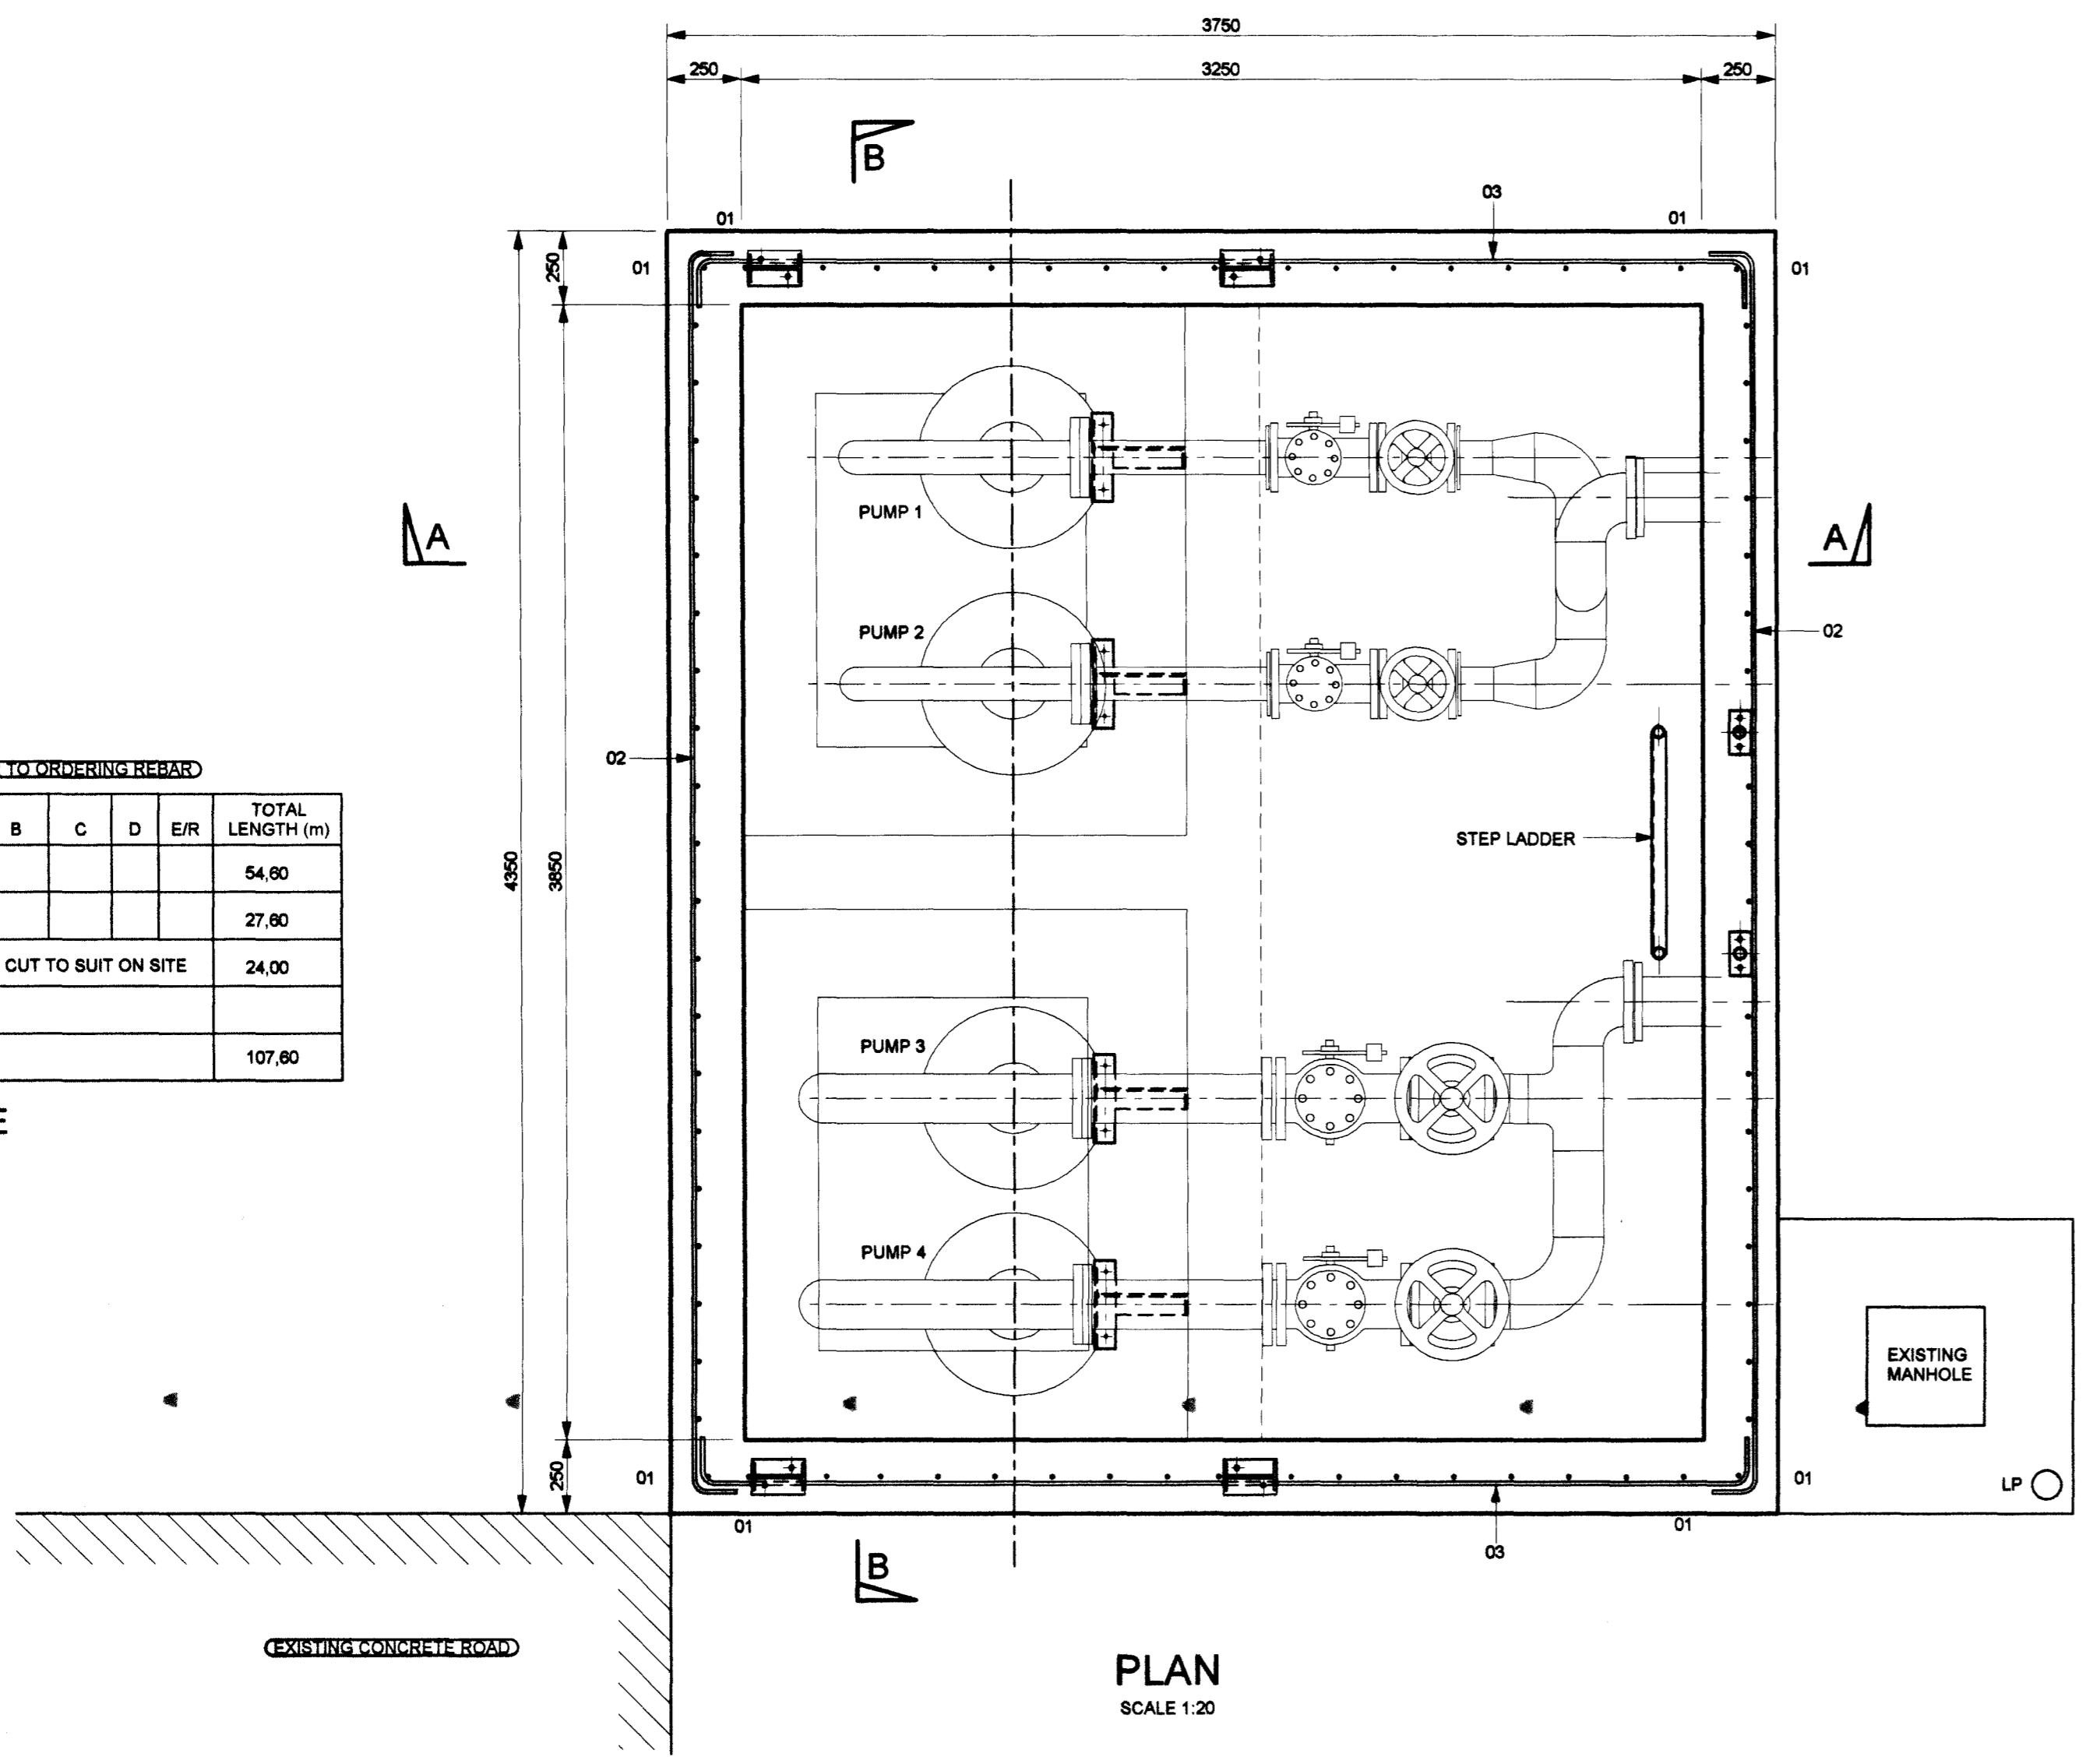 3750
250
3250
250
B
03
01
01
01
01
250
PUMP 1
A
A
PUMP 2
02
02
TO ORDERING REBAR
B C D E/R TOTAL LENGTH (m)
54,60
27,60
CUT TO SUIT ON SITE 24,00
107,60
4350
3850
STEP LADDER
PUMP 3
PUMP 4
EXISTING
MANHOLE
LP
250
01
01
01
01
03
B
EXISTING CONCRETE ROAD
PLAN
SCALE 1:20